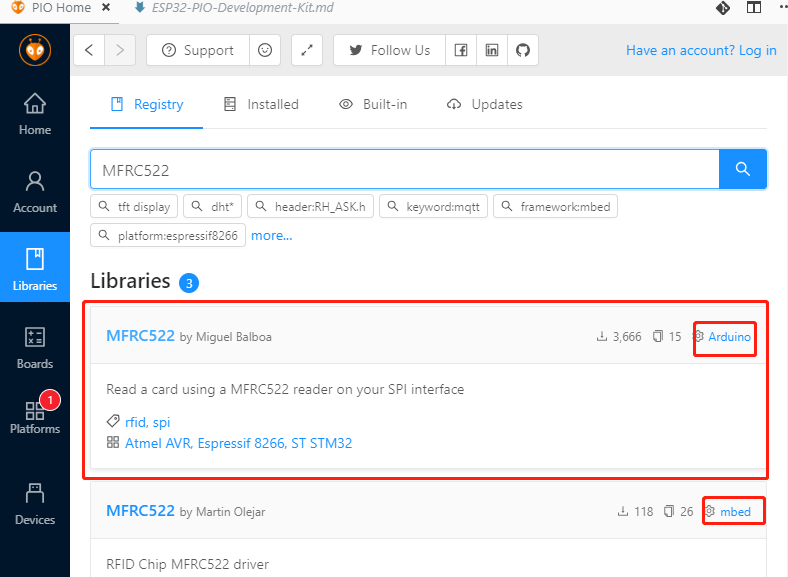 PIO Home
ESP32-PIO-Development-Kit.md
Support
Follow Us
Have an account? Log in
Home
Account
Libraries
Boards
1
Platforms
Devices
Registry
Installed
Built-in
Updates
MFRC522
tft display
dht*
header:RH_ASK.h
keyword:mqtt
framework:mbed
platform:espressif8266
more...
Libraries 3
MFRC522 by Miguel Balboa 3,666 15 Arduino
Read a card using a MFRC522 reader on your SPI interface
rfid, spi
Atmel AVR, Espressif 8266, ST STM32
MFRC522 by Martin Olejar 118 26 mbed
RFID Chip MFRC522 driver